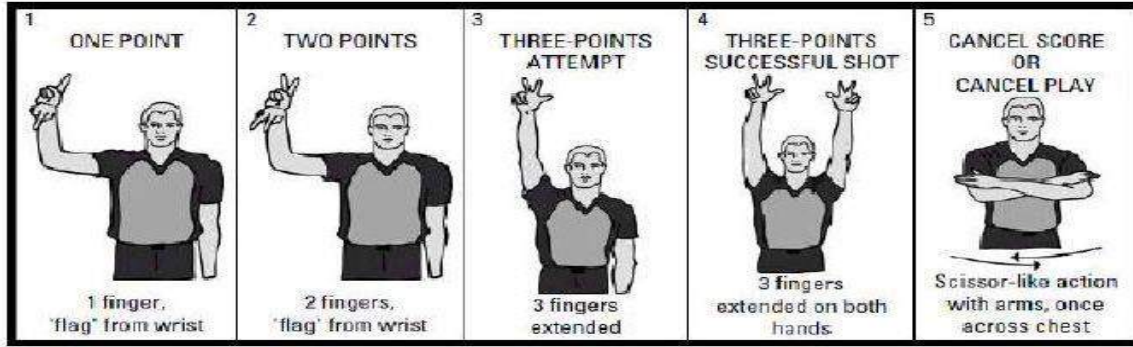 1
ONE POINT
1 finger,
"flag" from wrist
2
TWO POINTS
2 fingers,
'flag' from wrist
3
THREE-POINTS
ATTEMPT
3 fingers
extended
4
THREE-POINTS
SUCCESSFUL SHOT
3 fingers
extended on both
hands
5
CANCEL SCORE
OR
CANCEL PLAY
Scissor-like action
with arms, once
across chest